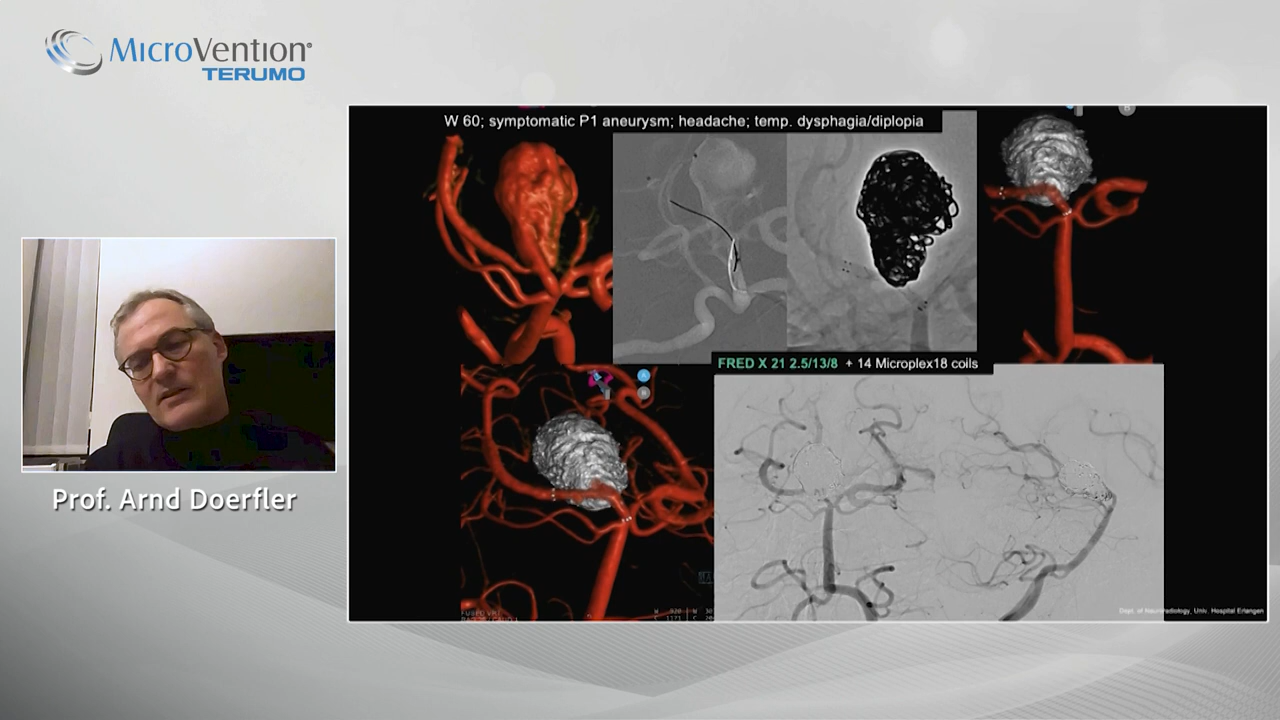 MICROVENTION
TERUMO
W 60; symptomatic P1 aneurysm; headache; temp. dysphagia/diplopia
B
FRED X 21 2.5/13/8 + 14 Microplex18 coils
A
B
Prof. Arnd Doerfler
Dept. of Neuroradiology, Univ. Hospital Erlangen